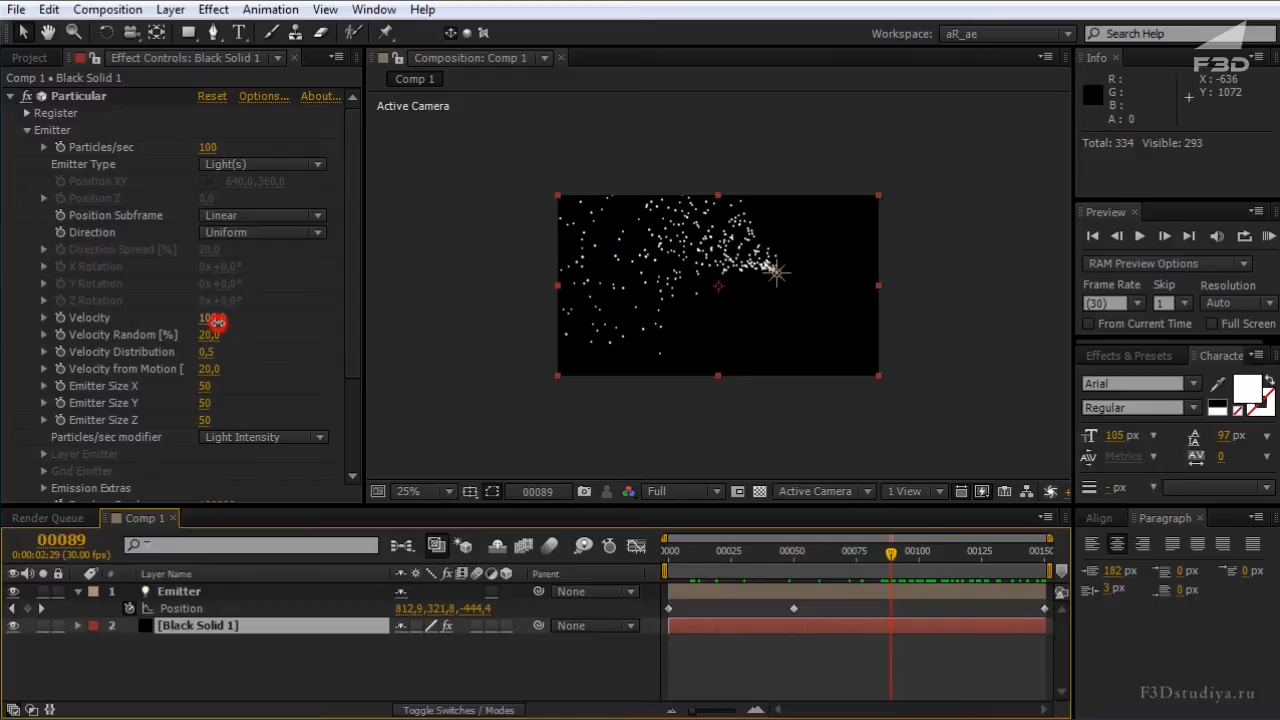 File Edit Composition Layer Effect Animation View Window Help
Workspace: aR_ae Search Help
F3D
Project Effect Controls: Black Solid 1
Comp 1 • Black Solid 1
fx Particular Reset Options... About...
Register
Emitter
Particles/sec 100
Emitter Type Light(s)
Position XY 640,0,360,0
Position Z 0,0
Position Subframe Linear
Direction Uniform
Direction Spread [%] 20,0
X Rotation 0x+0,0°
Y Rotation 0x+0,0°
Z Rotation 0x+0,0°
Velocity
Velocity Random [%] 20,0
Velocity Distribution 0,5
Velocity from Motion [ 20,0
Emitter Size X 50
Emitter Size Y 50
Emitter Size Z 50
Particles/sec modifier Light Intensity
Layer Emitter
Grid Emitter
Emission Extras
Composition: Comp 1
Comp 1
Active Camera
25% 00089 Full Active Camera 1 View
Info
R : X : -636
G : Y : 1072
B :
A : 0
Total: 334 Visible: 293
Preview
RAM Preview Options
Frame Rate Skip Resolution
(30) 1 Auto
From Current Time Full Screen
Effects & Presets Characte
Arial
Regular
105 px 97 px
Metrics 0
- px
Align Paragraph
182 px 0 px 0 px
3 px 0 px
Render Queue Comp 1
00089
0:00:02:29 (30.00 fps)
0000 00025 00050 00075 00100 00125 00150
# Layer Name Parent
1 Emitter None
Position 812,9,321,8,-444,4
2 [Black Solid 1] fx None
Toggle Switches / Modes
F3Dstudiya.ru